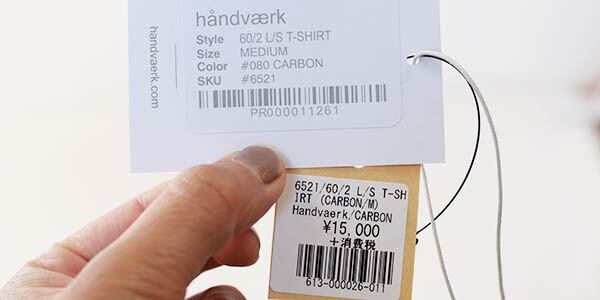 håndværk
Style 60/2 L/S T-SHIRT
Size MEDIUM
Color #080 CARBON
SKU #6521
PR000011261
handvaerk.com
6521/60/2 L/S T-SH
IRT (CARBON/M)
Handvaerk/CARBON
¥15,000
+消費税
613-000026-011